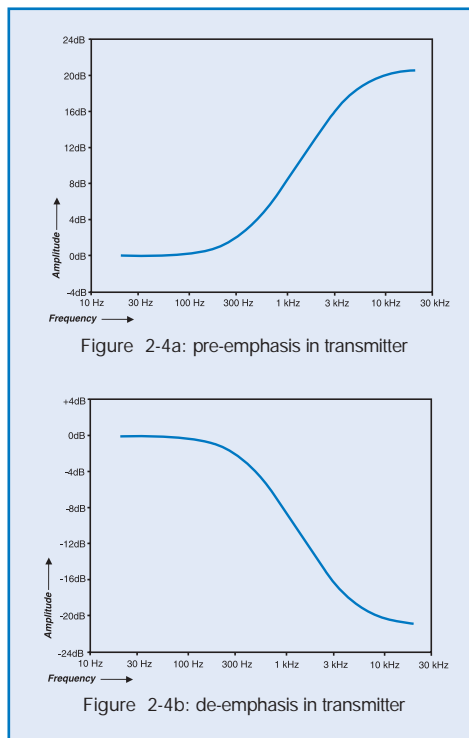 24dB
20dB
16dB
12dB
8dB
4dB
0dB
-4dB
Amplitude
10 Hz 30 Hz 100 Hz 300 Hz 1 kHz 3 kHz 10 kHz 30 kHz
Frequency
Figure 2-4a: pre-emphasis in transmitter
+4dB
0dB
-4dB
-8dB
-12dB
-16dB
-20dB
-24dB
Amplitude
10 Hz 30 Hz 100 Hz 300 Hz 1 kHz 3 kHz 10 kHz 30 kHz
Frequency
Figure 2-4b: de-emphasis in transmitter